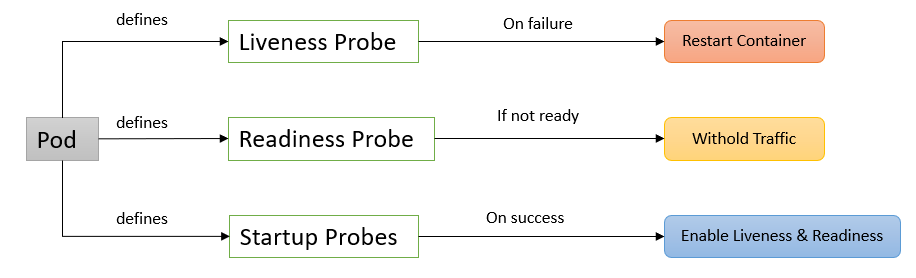 defines
Liveness Probe
On failure
Restart Container
Pod
defines
Readiness Probe
If not ready
Withold Traffic
defines
Startup Probes
On success
Enable Liveness & Readiness